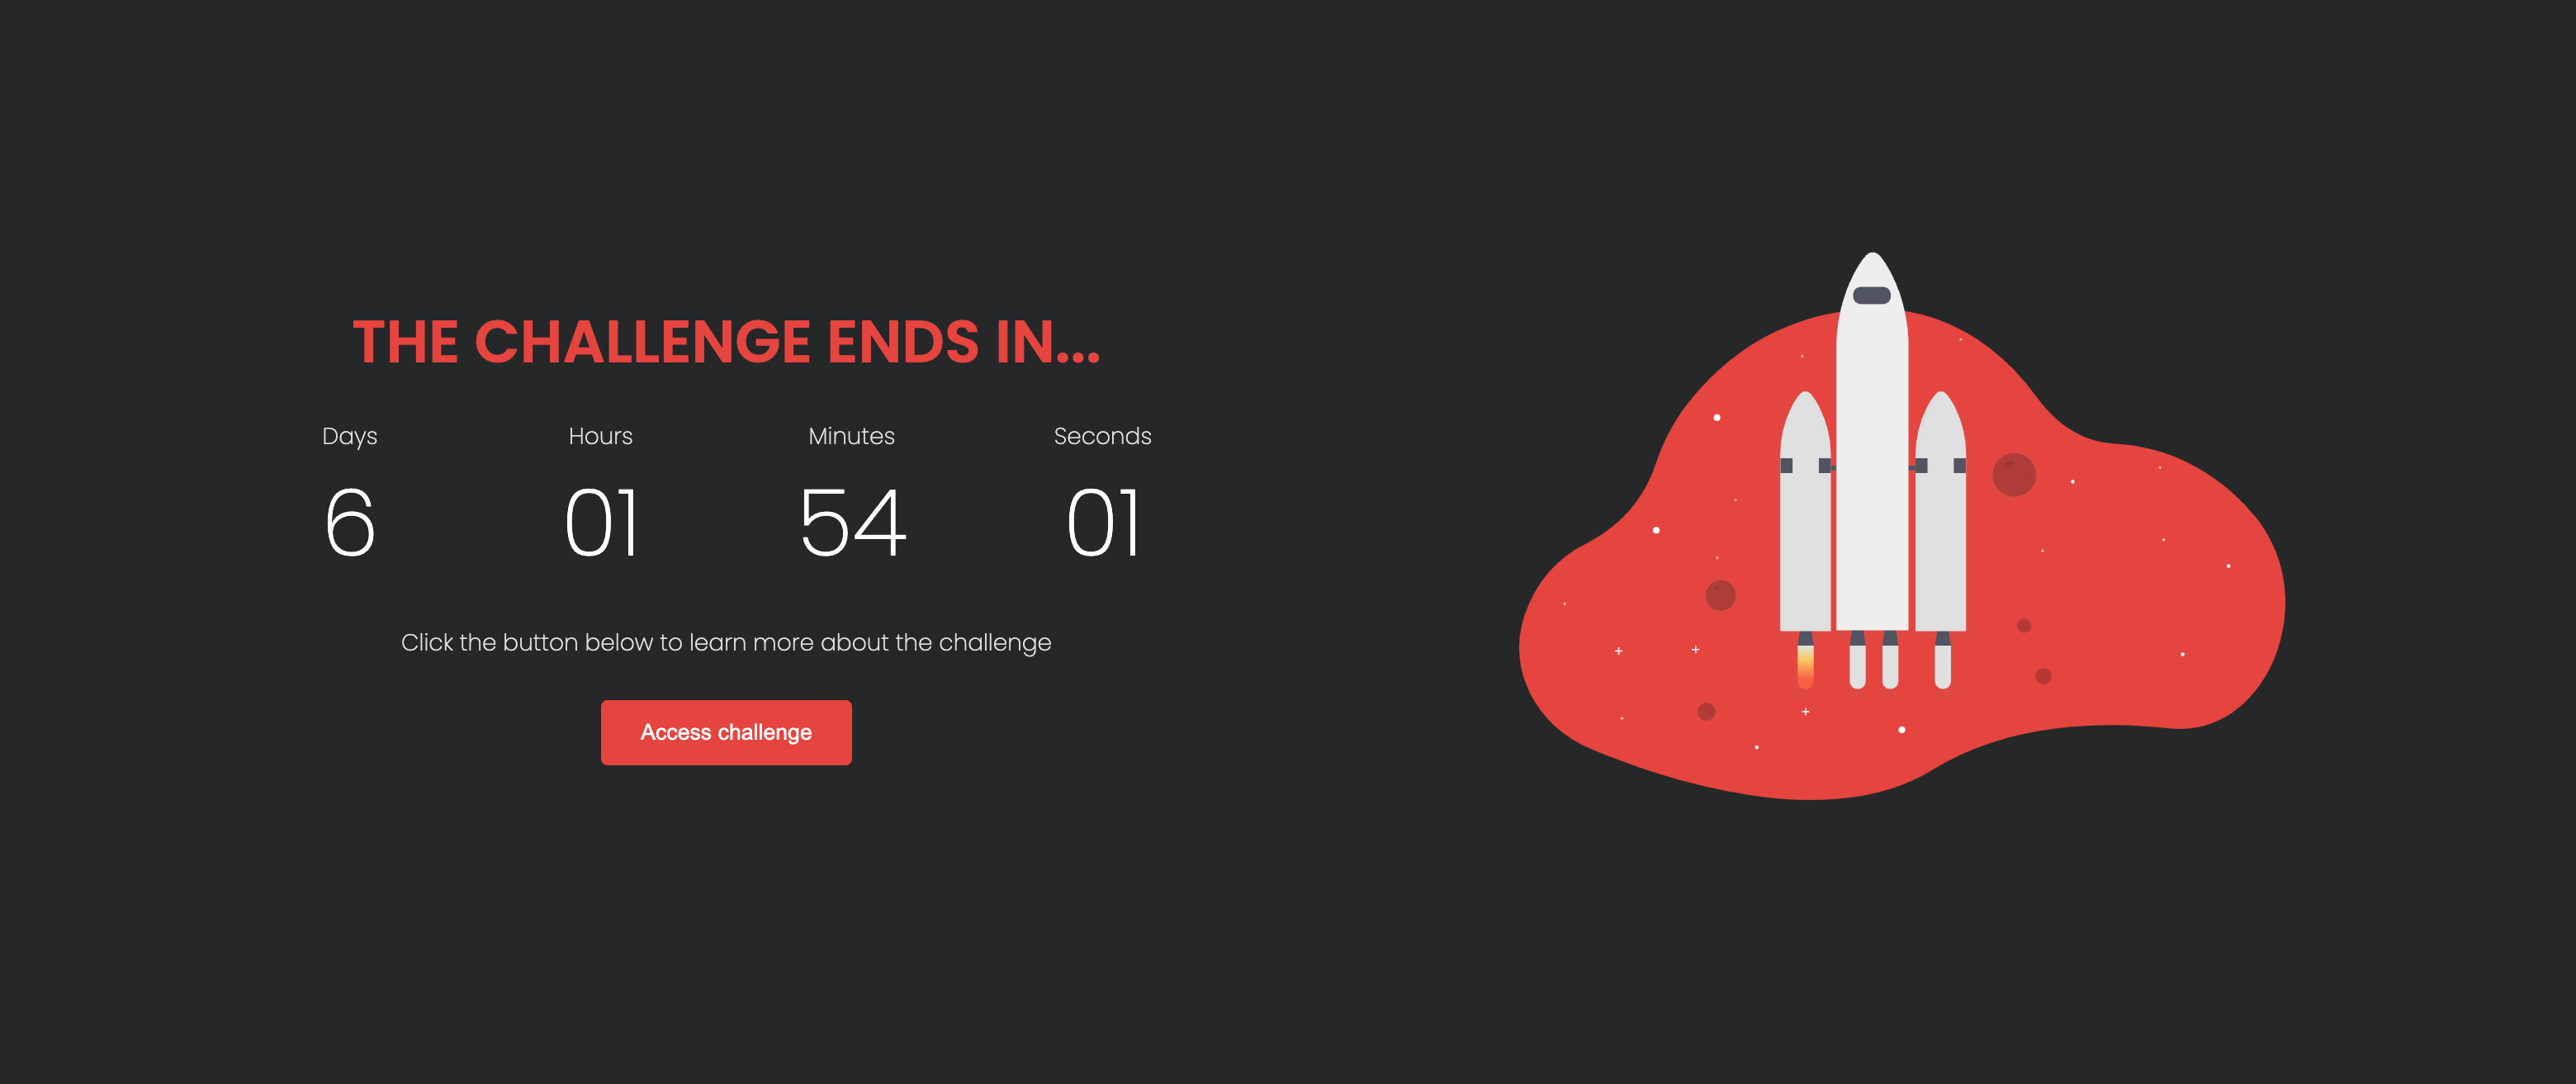 THE CHALLENGE ENDS IN...
Days Hours Minutes Seconds
6 01 54 01
Click the button below to learn more about the challenge
Access challenge